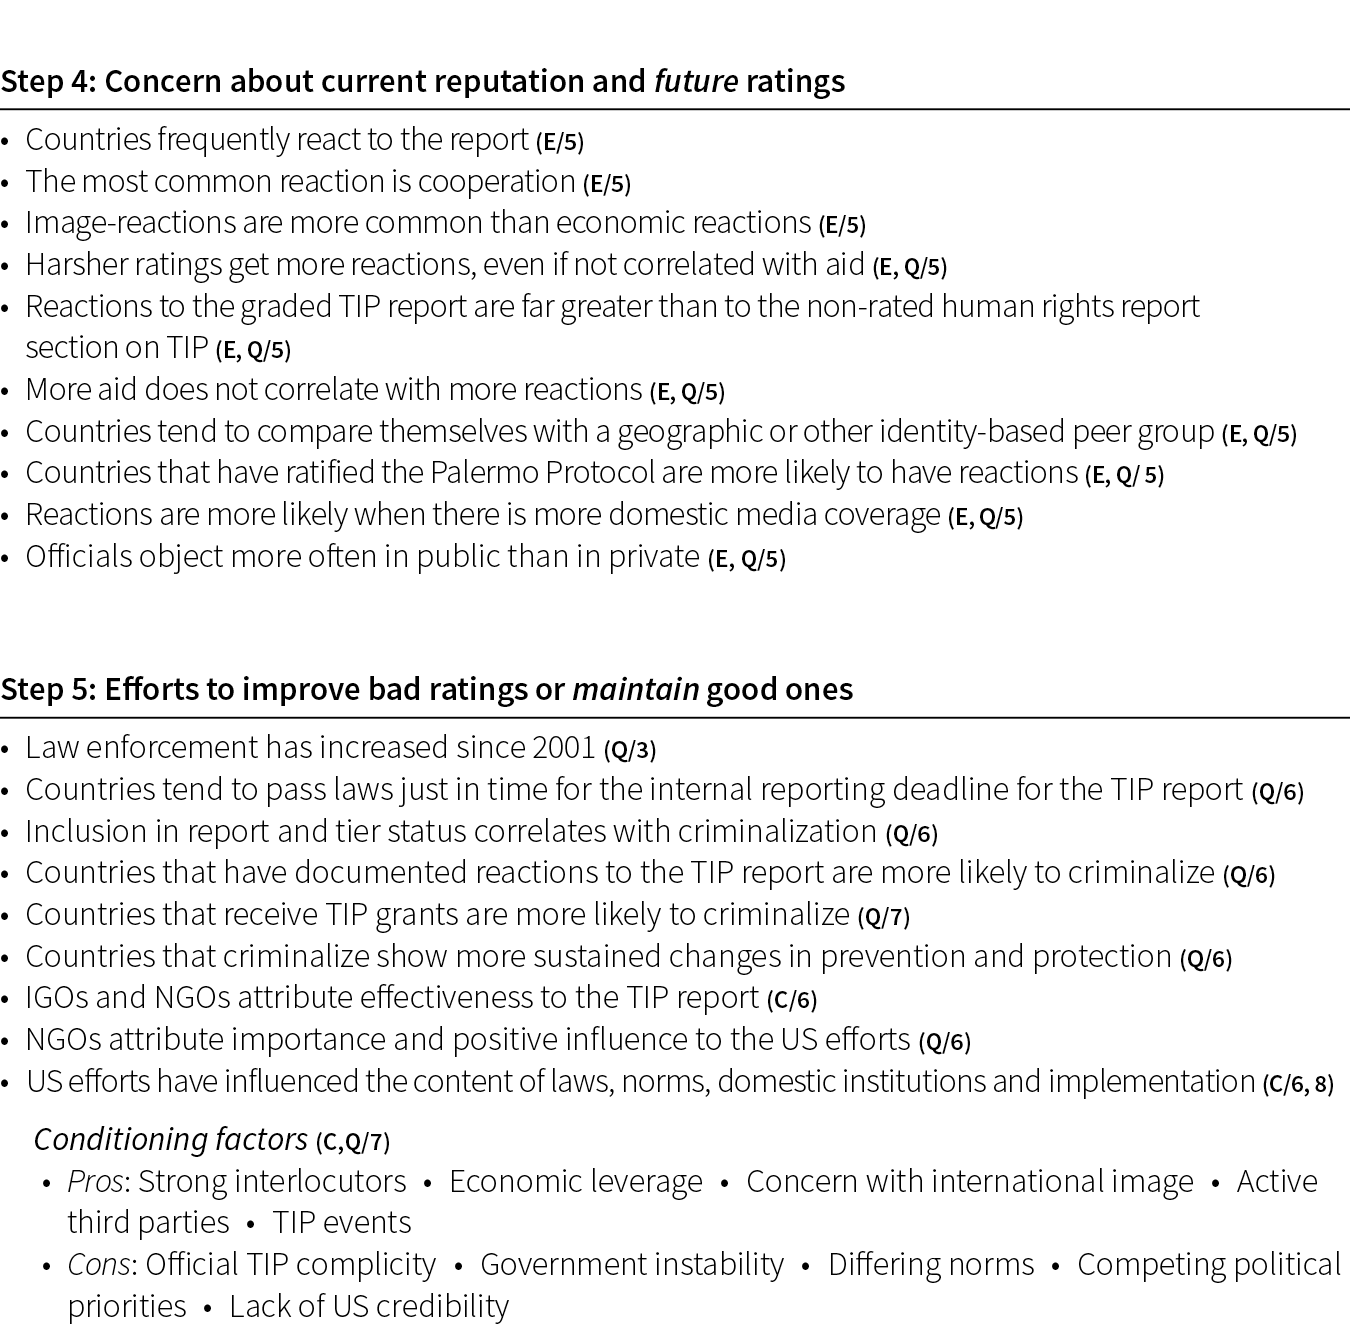 Step 4: Concern about current reputation and future ratings
• Countries frequently react to the report (E/5)
• The most common reaction is cooperation (E/5)
• Image-reactions are more common than economic reactions (E/5)
• Harsher ratings get more reactions, even if not correlated with aid (E, Q/5)
• Reactions to the graded TIP report are far greater than to the non-rated human rights report
section on TIP (E, Q/5)
• More aid does not correlate with more reactions (E, Q/5)
• Countries tend to compare themselves with a geographic or other identity-based peer group (E, Q/5)
• Countries that have ratified the Palermo Protocol are more likely to have reactions (E, Q/ 5)
• Reactions are more likely when there is more domestic media coverage (E, Q/5)
• Officials object more often in public than in private (E, Q/5)
Step 5: Efforts to improve bad ratings or maintain good ones
• Law enforcement has increased since 2001 (Q/3)
• Countries tend to pass laws just in time for the internal reporting deadline for the TIP report (Q/6)
• Inclusion in report and tier status correlates with criminalization (Q/6)
• Countries that have documented reactions to the TIP report are more likely to criminalize (Q/6)
• Countries that receive TIP grants are more likely to criminalize (Q/7)
• Countries that criminalize show more sustained changes in prevention and protection (Q/6)
• IGOs and NGOs attribute effectiveness to the TIP report (C/6)
• NGOs attribute importance and positive influence to the US efforts (Q/6)
• US efforts have influenced the content of laws, norms, domestic institutions and implementation (C/6, 8)
Conditioning factors (C,Q/7)
• Pros: Strong interlocutors • Economic leverage • Concern with international image • Active
third parties • TIP events
• Cons: Official TIP complicity • Government instability • Differing norms • Competing political
priorities • Lack of US credibility